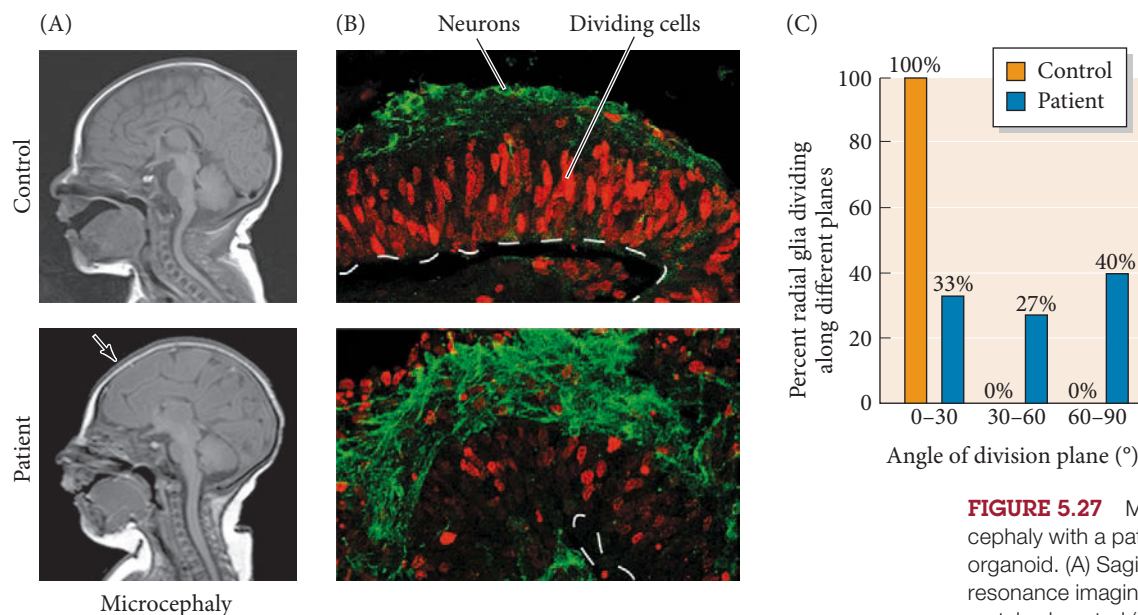 (A)
Control
Patient
Microcephaly
(B)
Neurons
Dividing cells
(C)
Percent radial glia dividing
along different planes
100
80
60
40
20
0
100%
33%
0%
27%
0%
40%
Control
Patient
0–30
30–60
60–90
Angle of division plane (°)
FIGURE 5.27 M
cephaly with a pat
organoid. (A) Sagi
resonance imagin